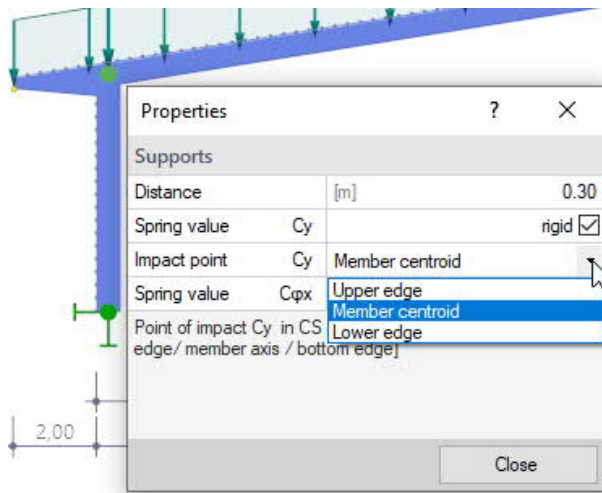 Properties ? ×
Supports
Distance [m] 0.30
Spring value Cy rigid
Impact point Cy Member centroid
Spring value Cφx Upper edge
Member centroid
Lower edge
Point of impact Cy in CS
edge/ member axis / bottom edge]
2,00
Close